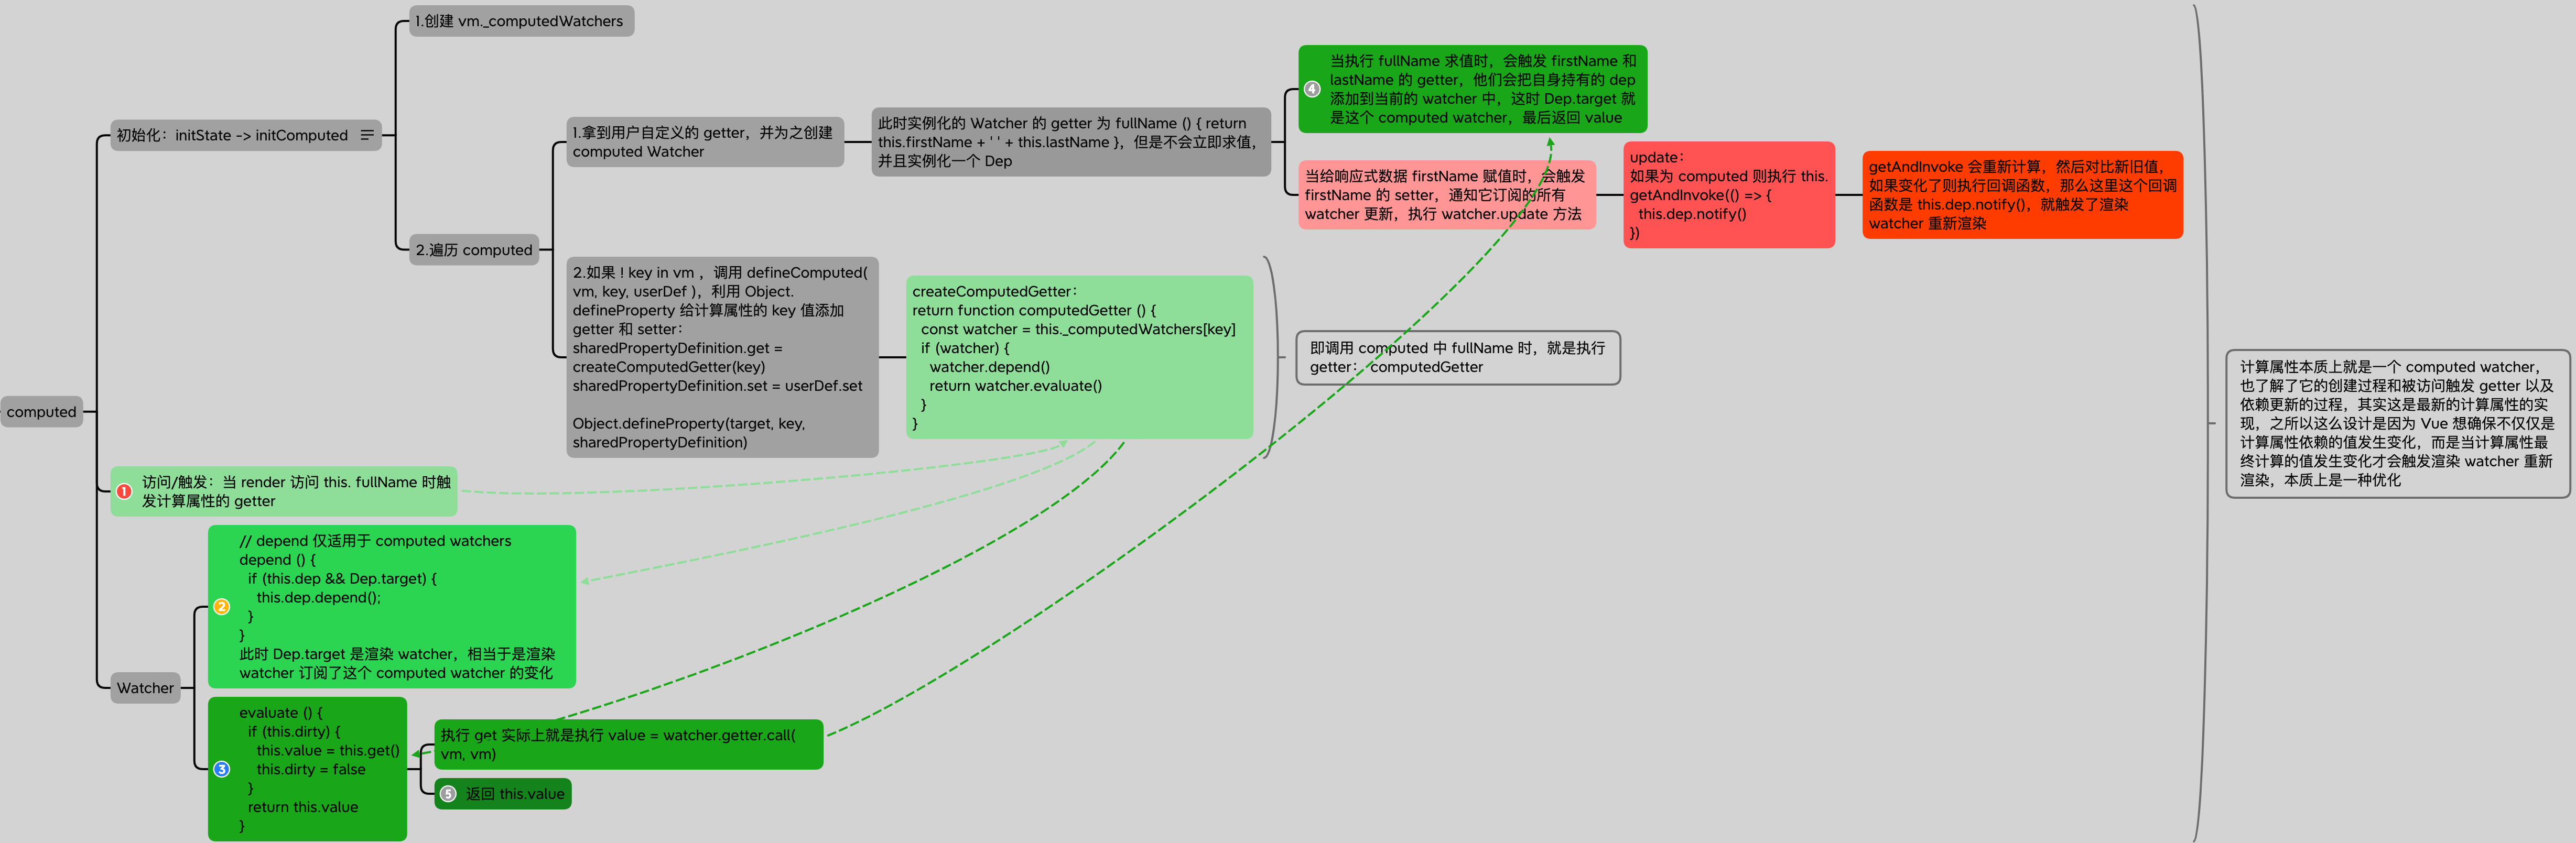 computed
初始化：initState -> initComputed
1.创建 vm._computedWatchers
2.遍历 computed
1.拿到用户自定义的 getter，并为之创建
computed Watcher
此时实例化的 Watcher 的 getter 为 fullName () { return
this.firstName + ' ' + this.lastName }，但是不会立即求值，
并且实例化一个 Dep
4
当执行 fullName 求值时，会触发 firstName 和
lastName 的 getter，他们会把自身持有的 dep
添加到当前的 watcher 中，这时 Dep.target 就
是这个 computed watcher，最后返回 value
当给响应式数据 firstName 赋值时，会触发
firstName 的 setter，通知它订阅的所有
watcher 更新，执行 watcher.update 方法
update：
如果为 computed 则执行 this.
getAndInvoke(() => {
this.dep.notify()
})
getAndInvoke 会重新计算，然后对比新旧值，
如果变化了则执行回调函数，那么这里这个回调
函数是 this.dep.notify()，就触发了渲染
watcher 重新渲染
2.如果 ! key in vm ，调用 defineComputed(
vm, key, userDef )，利用 Object.
defineProperty 给计算属性的 key 值添加
getter 和 setter：
sharedPropertyDefinition.get =
createComputedGetter(key)
sharedPropertyDefinition.set = userDef.set
Object.defineProperty(target, key,
sharedPropertyDefinition)
createComputedGetter：
return function computedGetter () {
const watcher = this._computedWatchers[key]
if (watcher) {
watcher.depend()
return watcher.evaluate()
}
}
即调用 computed 中 fullName 时，就是执行
getter： computedGetter
1
访问/触发：当 render 访问 this. fullName 时触
发计算属性的 getter
Watcher
2
// depend 仅适用于 computed watchers
depend () {
if (this.dep && Dep.target) {
this.dep.depend();
}
}
此时 Dep.target 是渲染 watcher，相当于是渲染
watcher 订阅了这个 computed watcher 的变化
3
evaluate () {
if (this.dirty) {
this.value = this.get()
this.dirty = false
}
return this.value
}
执行 get 实际上就是执行 value = watcher.getter.call(
vm, vm)
5
返回 this.value
计算属性本质上就是一个 computed watcher，
也了解了它的创建过程和被访问触发 getter 以及
依赖更新的过程，其实这是最新的计算属性的实
现，之所以这么设计是因为 Vue 想确保不仅仅是
计算属性依赖的值发生变化，而是当计算属性最
终计算的值发生变化才会触发渲染 watcher 重新
渲染，本质上是一种优化